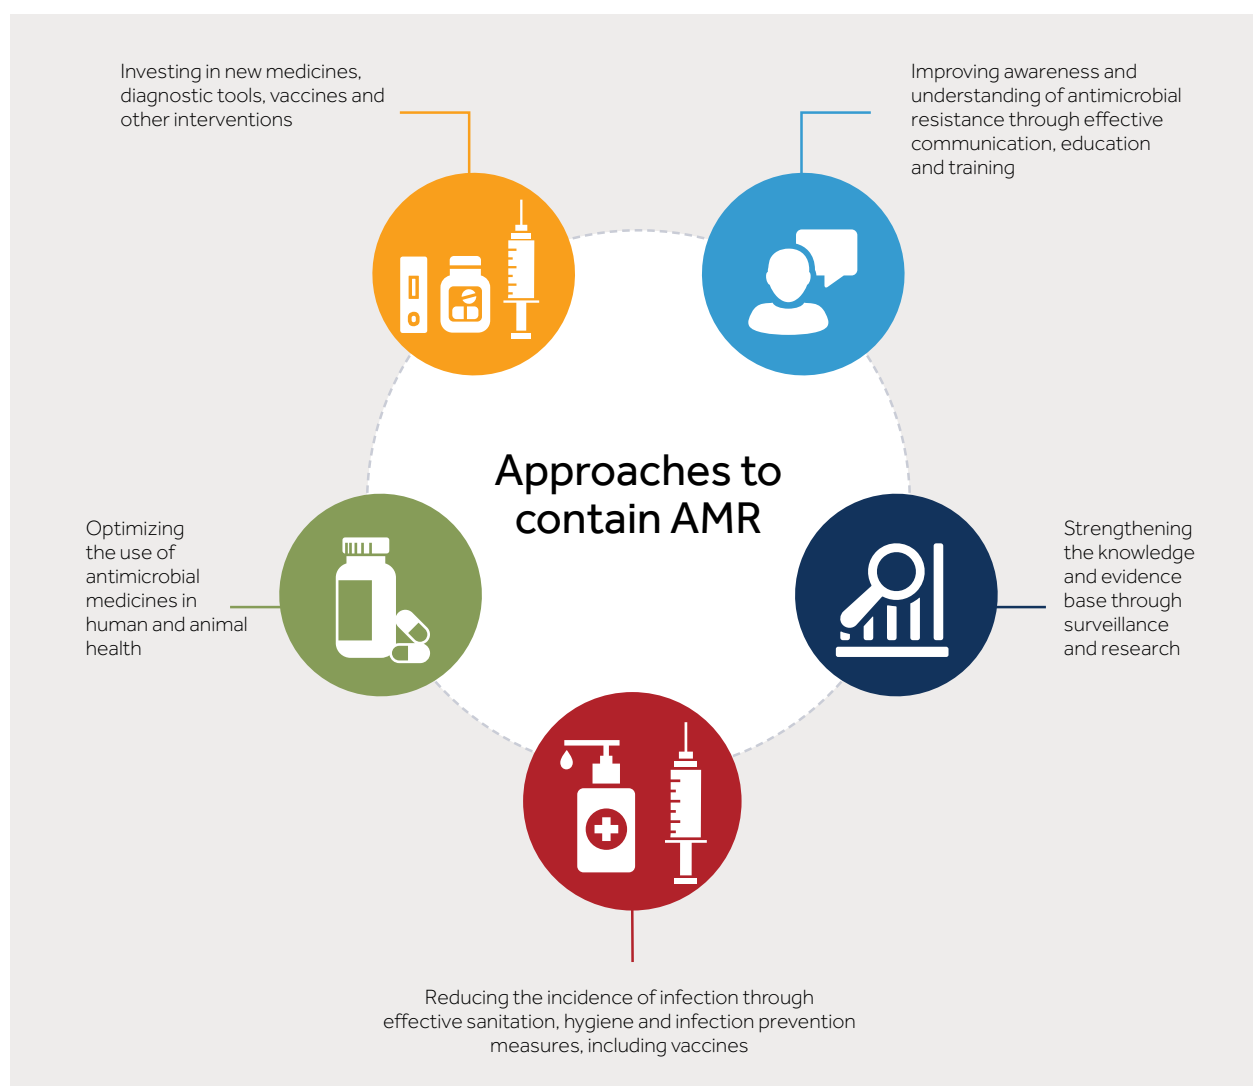 Investing in new medicines,
diagnostic tools, vaccines and
other interventions
Improving awareness and
understanding of antimicrobial
resistance through effective
communication, education
and training
Approaches to
contain AMR
Optimizing
the use of
antimicrobial
medicines in
human and animal
health
Strengthening
the knowledge
and evidence
base through
surveillance
and research
Reducing the incidence of infection through
effective sanitation, hygiene and infection prevention
measures, including vaccines